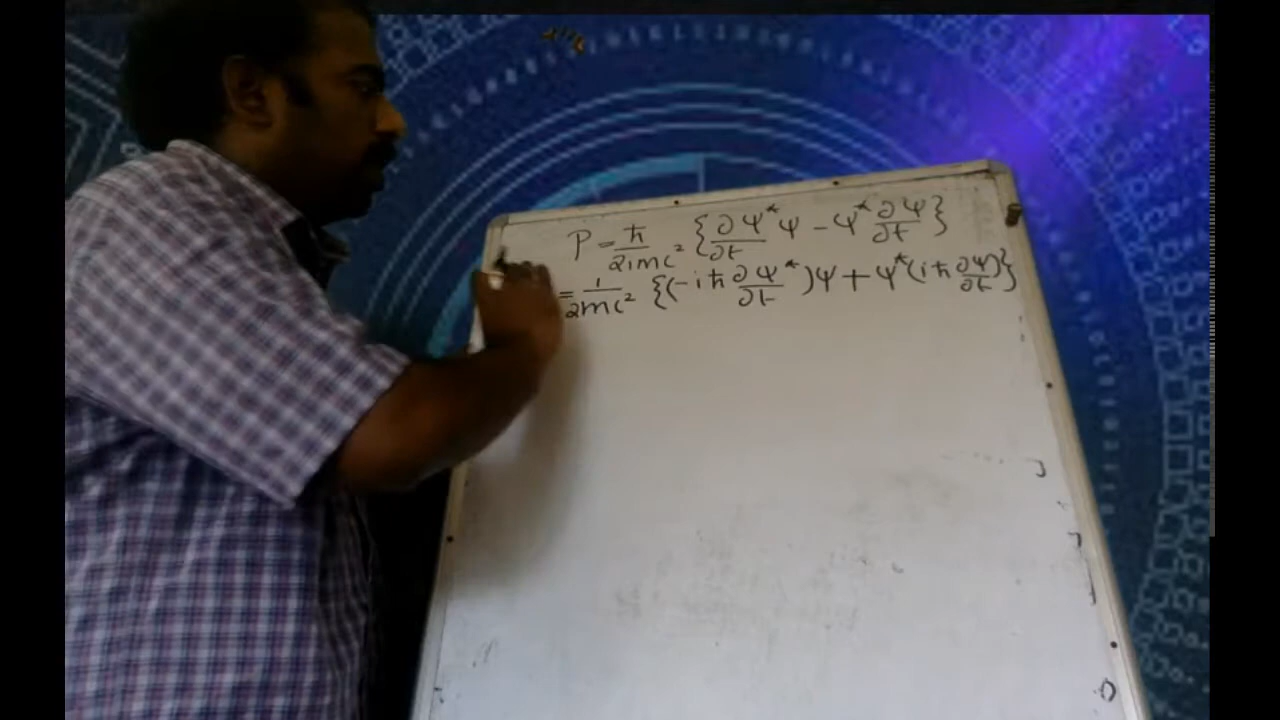 P = ℏ/2imc² {∂ψ*/∂t ψ − ψ* ∂ψ/∂t}
= 1/2mc² {(−iℏ ∂ψ*/∂t)ψ + ψ*(iℏ ∂ψ/∂t)}